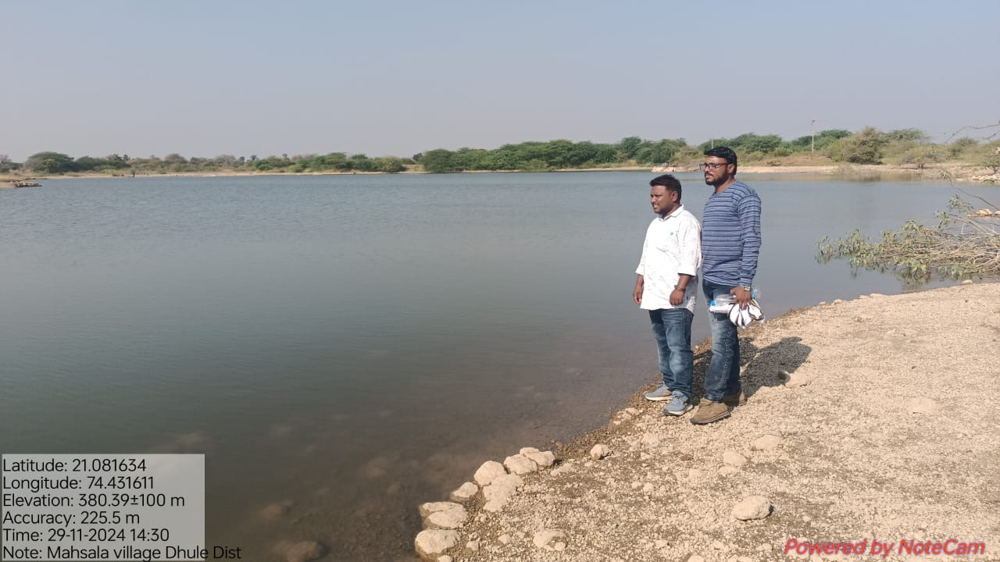 Latitude: 21.081634
Longitude: 74.431611
Elevation: 380.39±100 m
Accuracy: 225.5 m
Time: 29-11-2024 14:30
Note: Mahsala village Dhule Dist
Powered by NoteCam